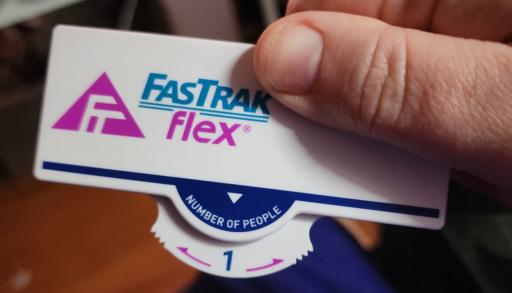 FASTRAK
flex®
NUMBER OF PEOPLE
1